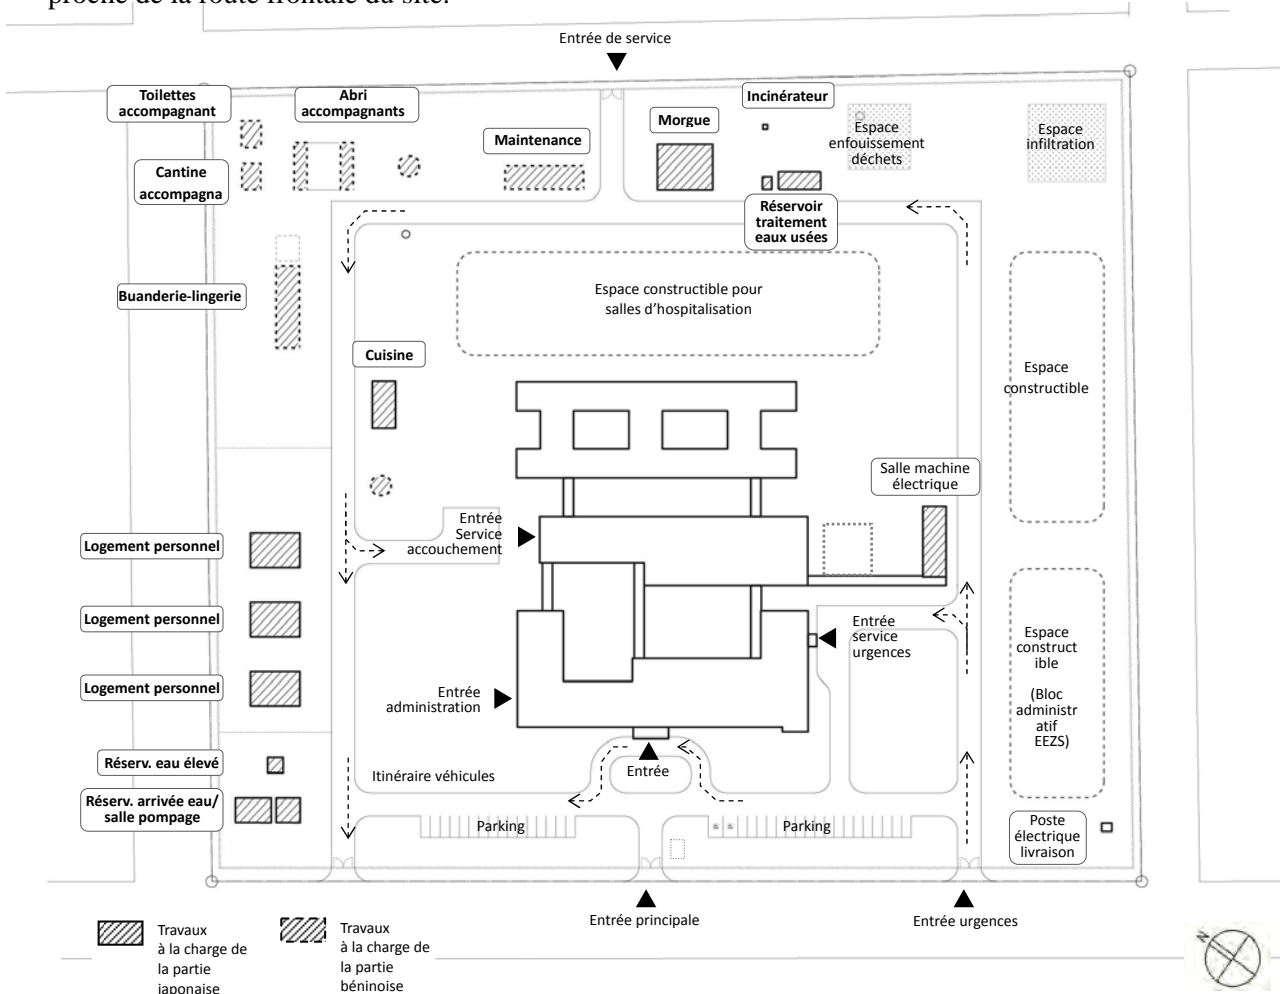 proche de la route frontale du site.
Entrée de service
Toilettes
accompagnant
Abri
accompagnants
Incinérateur
Morgue
Maintenance
Espace
enfouissement
déchets
Espace
infiltration
Cantine
accompagna
Réservoir
traitement
eaux usées
Buanderie-lingerie
Espace constructible pour
salles d'hospitalisation
Cuisine
Espace
constructible
Salle machine
électrique
Entrée
Service
accouchement
Logement personnel
Logement personnel
Entrée
service
urgences
Espace
construct
ible
(Bloc
administr
atif
EEZS)
Logement personnel
Entrée
administration
Réserv. eau élevé
Itinéraire véhicules
Entrée
Réserv. arrivée eau/
salle pompage
Parking
Parking
Poste
électrique
livraison
Entrée principale
Entrée urgences
Travaux
à la charge de
la partie
japonaise
Travaux
à la charge de
la partie
béninoise
N